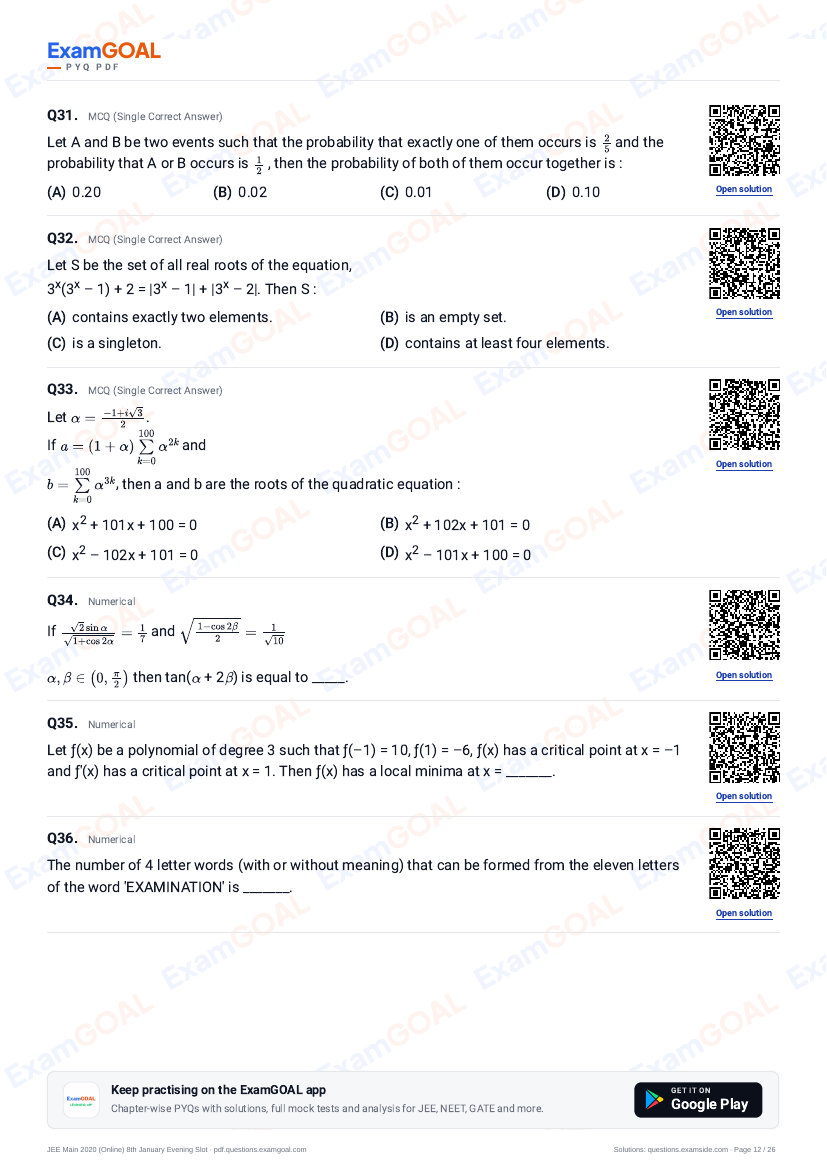 ExamGOAL
PYQ PDF
Q31. MCQ (Single Correct Answer)
Let A and B be two events such that the probability that exactly one of them occurs is 2/5 and the
probability that A or B occurs is 1/2 , then the probability of both of them occur together is :
(A) 0.20 (B) 0.02 (C) 0.01 (D) 0.10
Open solution
Q32. MCQ (Single Correct Answer)
Let S be the set of all real roots of the equation,
3ˣ(3ˣ – 1) + 2 = |3ˣ – 1| + |3ˣ – 2|. Then S :
(A) contains exactly two elements. (B) is an empty set.
(C) is a singleton. (D) contains at least four elements.
Open solution
Q33. MCQ (Single Correct Answer)
Let α = (−1+i√3)/2.
If a = (1 + α) ∑_{k=0}^{100} α^{2k} and
b = ∑_{k=0}^{100} α^{3k}, then a and b are the roots of the quadratic equation :
(A) x² + 101x + 100 = 0 (B) x² + 102x + 101 = 0
(C) x² – 102x + 101 = 0 (D) x² – 101x + 100 = 0
Open solution
Q34. Numerical
If √2 sin α/√(1+cos 2α) = 1/7 and √((1−cos 2β)/2) = 1/√10
α, β ∈ (0, π/2) then tan(α + 2β) is equal to _____.
Open solution
Q35. Numerical
Let ƒ(x) be a polynomial of degree 3 such that ƒ(–1) = 10, ƒ(1) = –6, ƒ(x) has a critical point at x = –1
and ƒ'(x) has a critical point at x = 1. Then ƒ(x) has a local minima at x = _______.
Open solution
Q36. Numerical
The number of 4 letter words (with or without meaning) that can be formed from the eleven letters
of the word 'EXAMINATION' is _______.
Open solution
ExamGOAL
Keep practising on the ExamGOAL app
Chapter-wise PYQs with solutions, full mock tests and analysis for JEE, NEET, GATE and more.
GET IT ON
Google Play
JEE Main 2020 (Online) 8th January Evening Slot · pdf.questions.examgoal.com
Solutions: questions.examside.com · Page 12 / 26